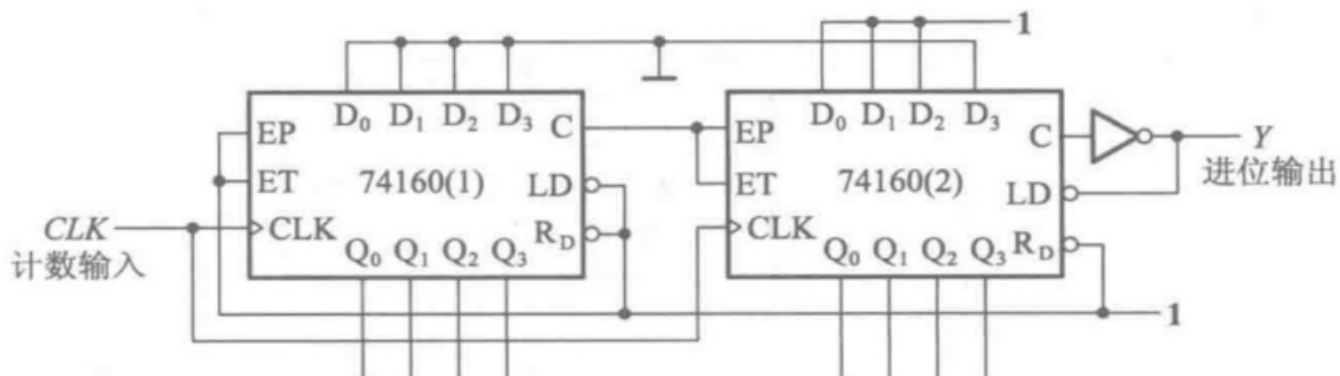 1
D₀ D₁ D₂ D₃ D₀ D₁ D₂ D₃
EP C EP C Y
进位输出
ET 74160(1) LD ET 74160(2) LD
CLK CLK R_D CLK R_D
计数输入
Q₀ Q₁ Q₂ Q₃ Q₀ Q₁ Q₂ Q₃
1